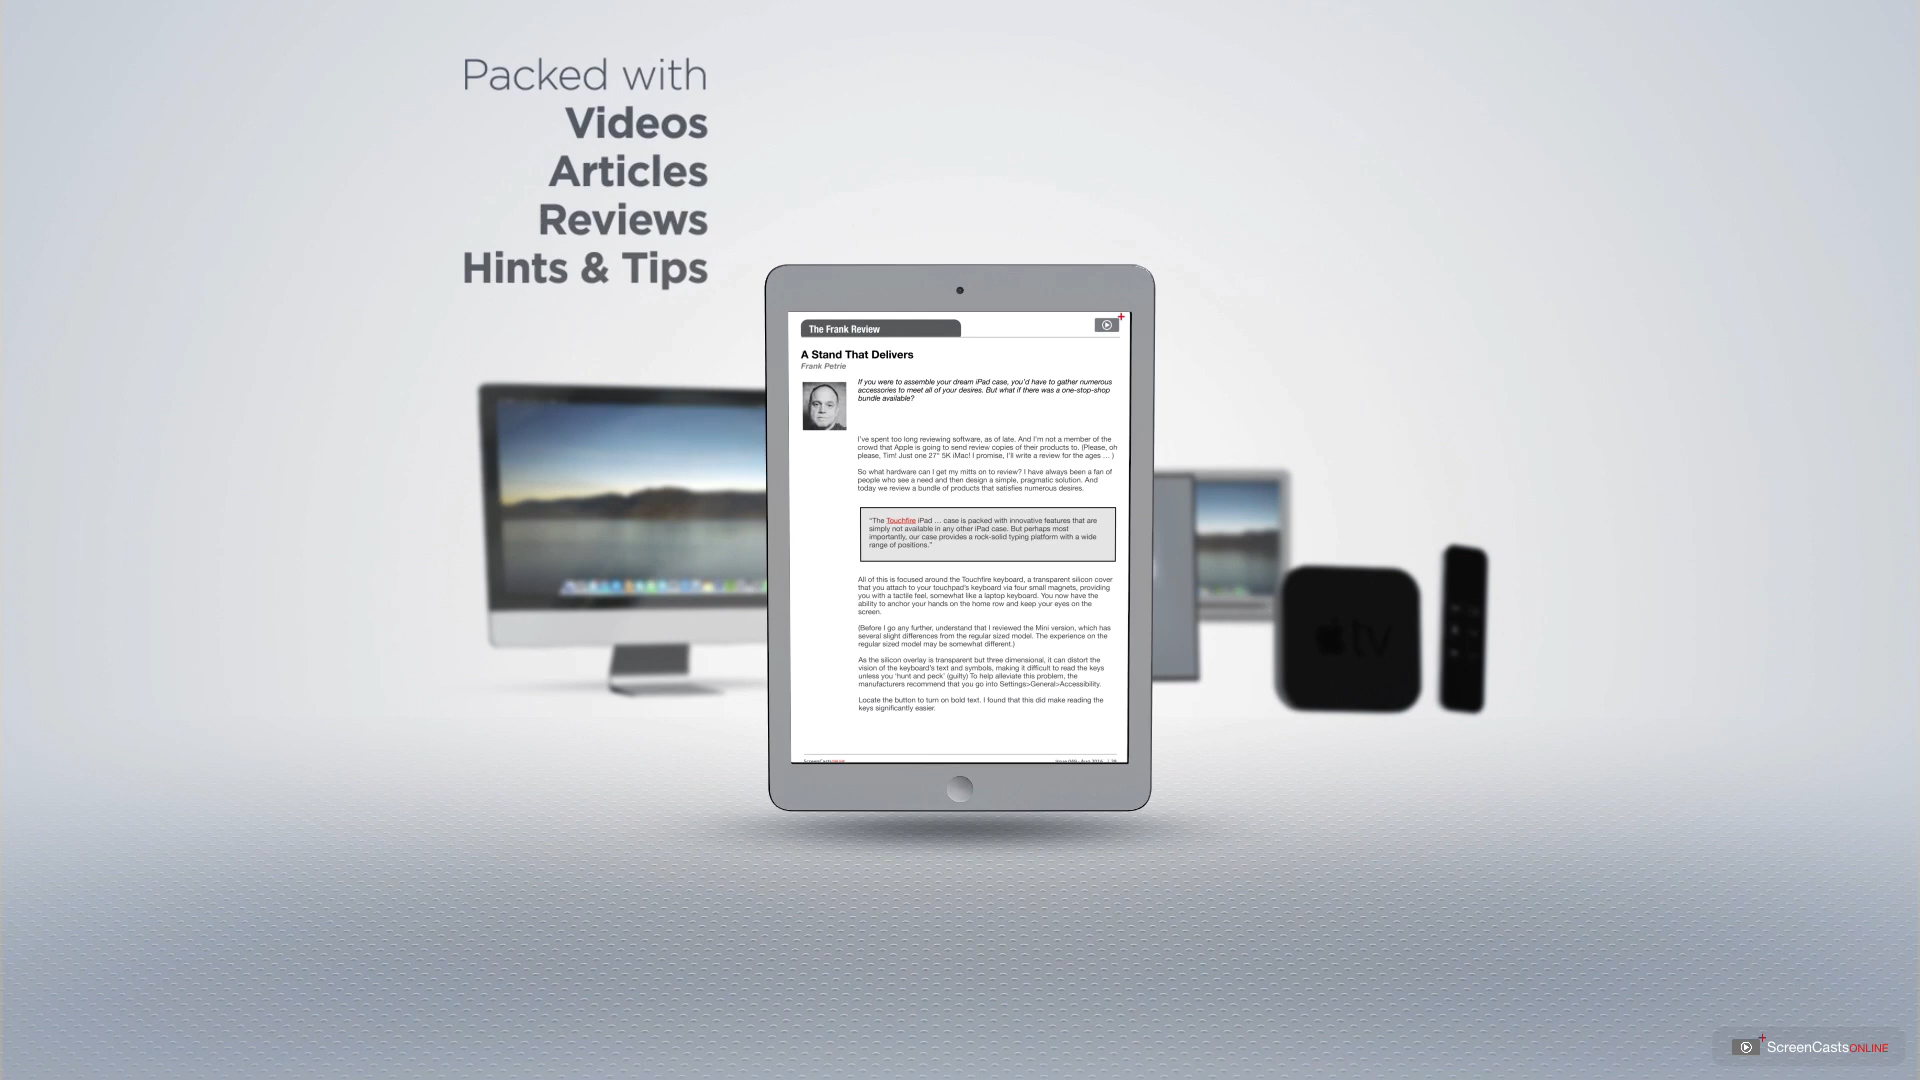 Packed with
Videos
Articles
Reviews
Hints & Tips
The Frank Review
A Stand That Delivers
Frank Petrie
If you were to assemble your dream iPad case, you'd have to gather numerous
accessories to meet all of your desires. But what if there was a one-stop-shop
bundle available?
I've spent too long reviewing software, as of late. And I'm not a member of the
crowd that Apple is going to send review copies of their products to. (Please, oh
please, Tim! Just one 27" 5K iMac! I promise, I'll write a review for the ages … )
So what hardware can I get my mitts on to review? I have always been a fan of
people who see a need and then design a simple, pragmatic solution. And
today we review a bundle of products that satisfies numerous desires.
"The Touchfire iPad … case is packed with innovative features that are
simply not available in any other iPad case. But perhaps most
importantly, our case provides a rock-solid typing platform with a wide
range of positions."
All of this is focused around the Touchfire keyboard, a transparent silicon cover
that you attach to your touchpad's keyboard via four small magnets, providing
you with a tactile feel, somewhat like a laptop keyboard. You now have the
ability to anchor your hands on the home row and keep your eyes on the
screen.
(Before I go any further, understand that I reviewed the Mini version, which has
several slight differences from the regular sized model. The experience on the
regular sized model may be somewhat different.)
As the silicon overlay is transparent but three dimensional, it can distort the
vision of the keyboard's text and symbols, making it difficult to read the keys
unless you 'hunt and peck' (guilty) To help alleviate this problem, the
manufacturers recommend that you go into Settings>General>Accessibility.
Locate the button to turn on bold text. I found that this did make reading the
keys significantly easier.
tv
ScreenCastsONLINE